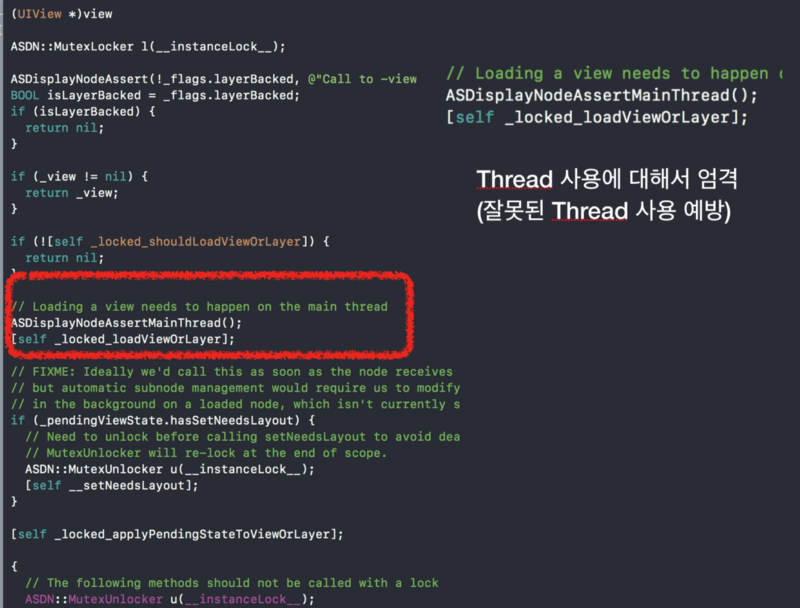 (UIView *)view
ASDN::MutexLocker l(__instanceLock__);
ASDisplayNodeAssert(!_flags.layerBacked, @"Call to -view
BOOL isLayerBacked = _flags.layerBacked;
if (isLayerBacked) {
return nil;
}
if (_view != nil) {
return _view;
}
if (![self _locked_shouldLoadViewOrLayer]) {
return nil;
}
// Loading a view needs to happen on the main thread
ASDisplayNodeAssertMainThread();
[self _locked_loadViewOrLayer];
// FIXME: Ideally we'd call this as soon as the node receives
// but automatic subnode management would require us to modify
// in the background on a loaded node, which isn't currently s
if (_pendingViewState.hasSetNeedsLayout) {
// Need to unlock before calling setNeedsLayout to avoid dea
// MutexUnlocker will re-lock at the end of scope.
ASDN::MutexUnlocker u(__instanceLock__);
[self __setNeedsLayout];
}
[self _locked_applyPendingStateToViewOrLayer];
{
// The following methods should not be called with a lock
ASDN::MutexUnlocker u(__instanceLock__);
// Loading a view needs to happen
ASDisplayNodeAssertMainThread();
[self _locked_loadViewOrLayer];
Thread 사용에 대해서 엄격
(잘못된 Thread 사용 예방)